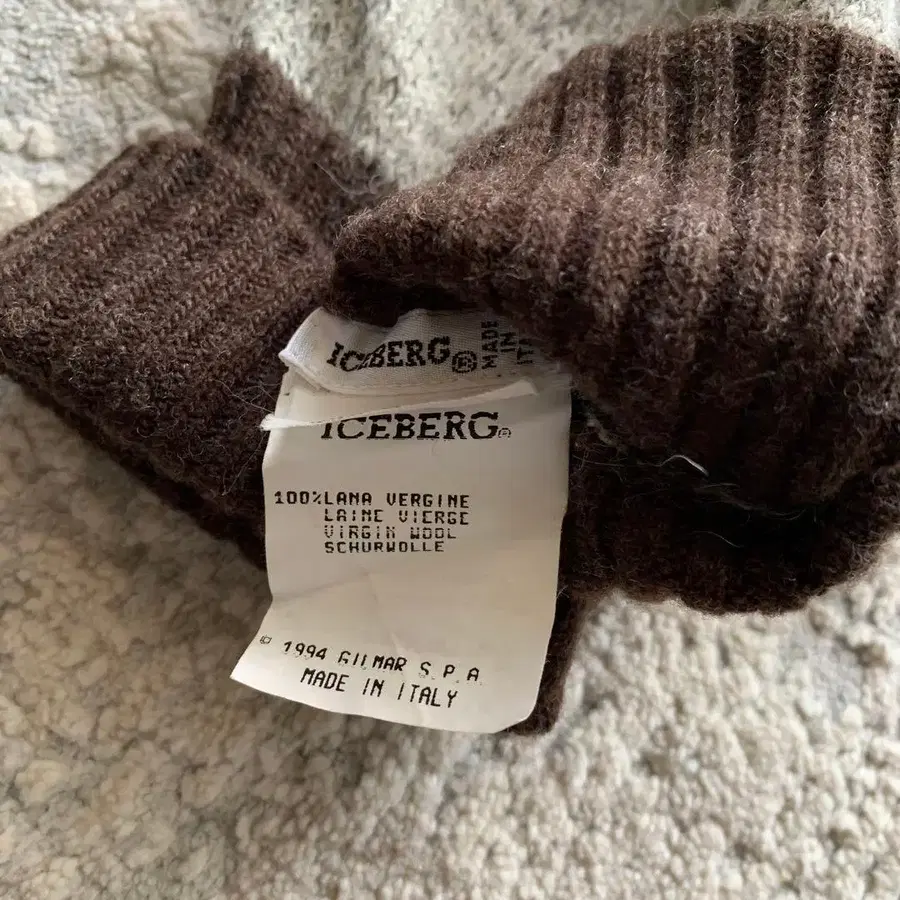 ICEBERG®
MADE
IN
ICEBERG®
100%LANA VERGINE
LAINE VIERGE
VIRGIN WOOL
SCHURWOLLE
© 1994 GILMAR S.P.A
MADE IN ITALY